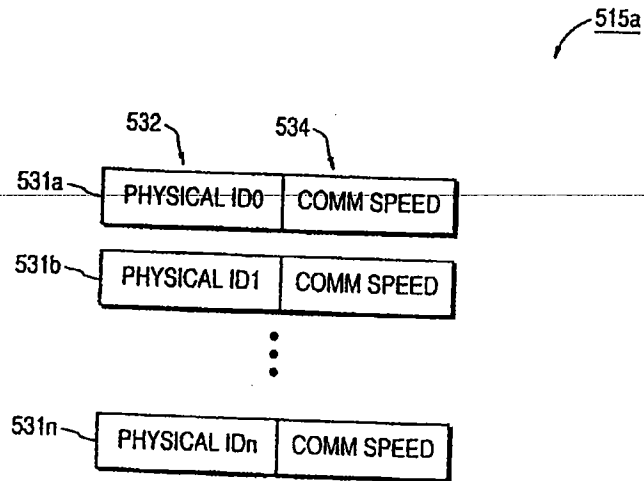 515a
532 534
531a PHYSICAL ID0 COMM SPEED
531b PHYSICAL ID1 COMM SPEED
531n PHYSICAL IDn COMM SPEED